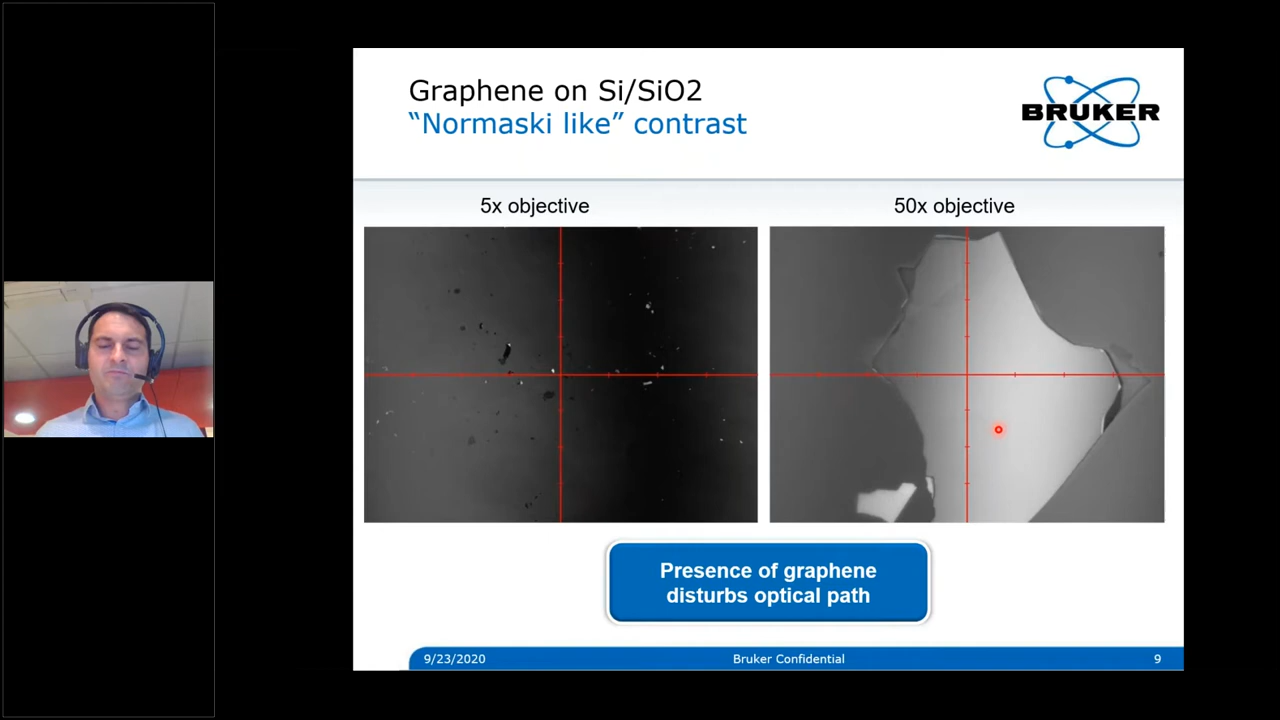 Graphene on Si/SiO2
“Normaski like” contrast
BRUKER
5x objective
50x objective
Presence of graphene
disturbs optical path
9/23/2020
Bruker Confidential
9